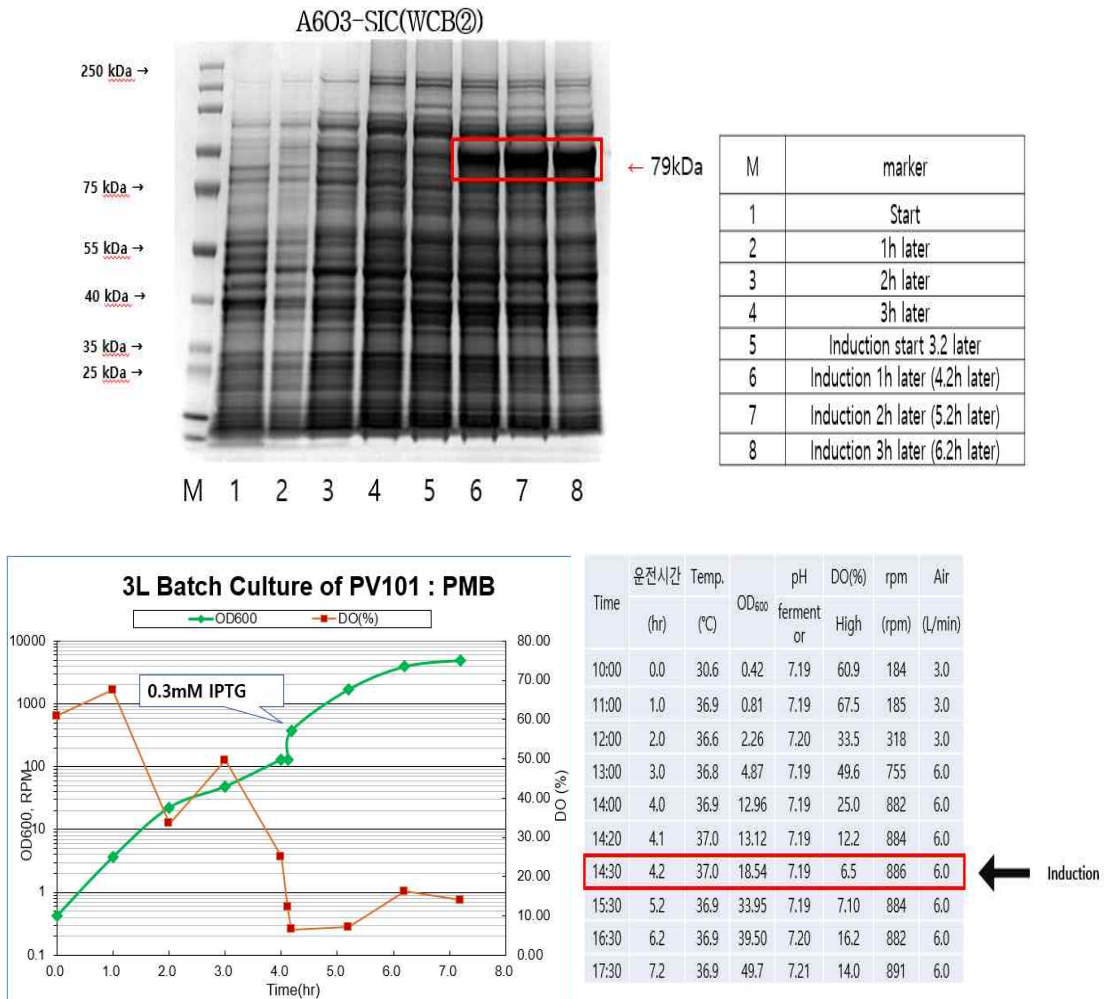 A6O3-SIC(WCB②)
250 kDa →
75 kDa →
55 kDa →
40 kDa →
35 kDa →
25 kDa →
← 79kDa
M 1 2 3 4 5 6 7 8
M marker
1 Start
2 1h later
3 2h later
4 3h later
5 Induction start 3.2 later
6 Induction 1h later (4.2h later)
7 Induction 2h later (5.2h later)
8 Induction 3h later (6.2h later)
3L Batch Culture of PV101 : PMB
OD600 DO(%)
0.3mM IPTG
OD600, RPM
10000
1000
100
10
1
0.1
80.00
70.00
60.00
50.00
40.00
30.00
20.00
10.00
0.00
DO (%)
0.0 1.0 2.0 3.0 4.0 5.0 6.0 7.0 8.0
Time(hr)
Time 운전시간 (hr) Temp. (℃) OD₆₀₀ pH fermentor DO(%) High rpm (rpm) Air (L/min)
10:00 0.0 30.6 0.42 7.19 60.9 184 3.0
11:00 1.0 36.9 0.81 7.19 67.5 185 3.0
12:00 2.0 36.6 2.26 7.20 33.5 318 3.0
13:00 3.0 36.8 4.87 7.19 49.6 755 6.0
14:00 4.0 36.9 12.96 7.19 25.0 882 6.0
14:20 4.1 37.0 13.12 7.19 12.2 884 6.0
14:30 4.2 37.0 18.54 7.19 6.5 886 6.0
Induction
15:30 5.2 36.9 33.95 7.19 7.10 884 6.0
16:30 6.2 36.9 39.50 7.20 16.2 882 6.0
17:30 7.2 36.9 49.7 7.21 14.0 891 6.0